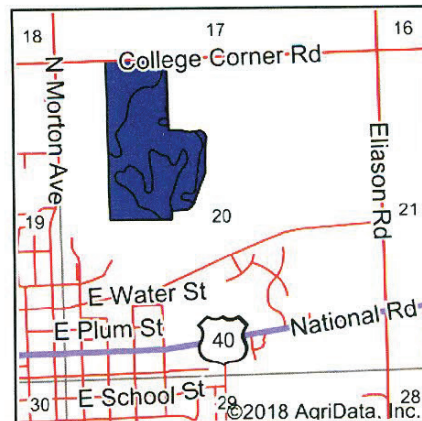 18
17
16
College Corner Rd
N Morton Ave
Eliason Rd
19
20
21
E Water St
E Plum St
National Rd
40
E School St
30
29
28
©2018 AgriData, Inc.